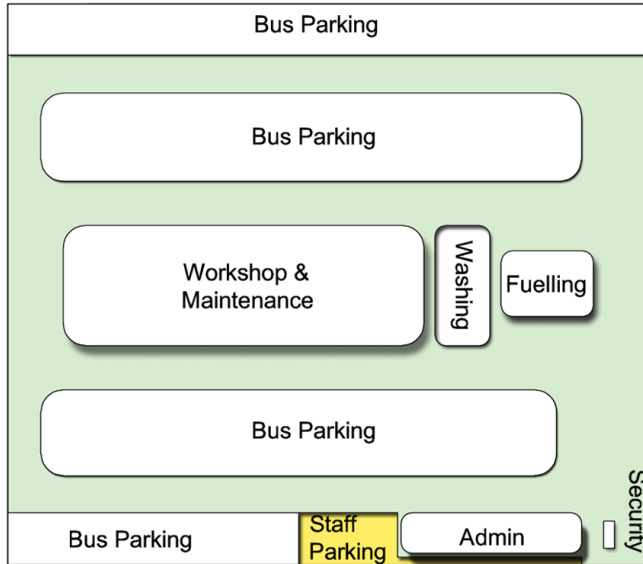 Bus Parking
Bus Parking
Workshop &
Maintenance
Washing
Fuelling
Bus Parking
Security
Bus Parking
Staff
Parking
Admin